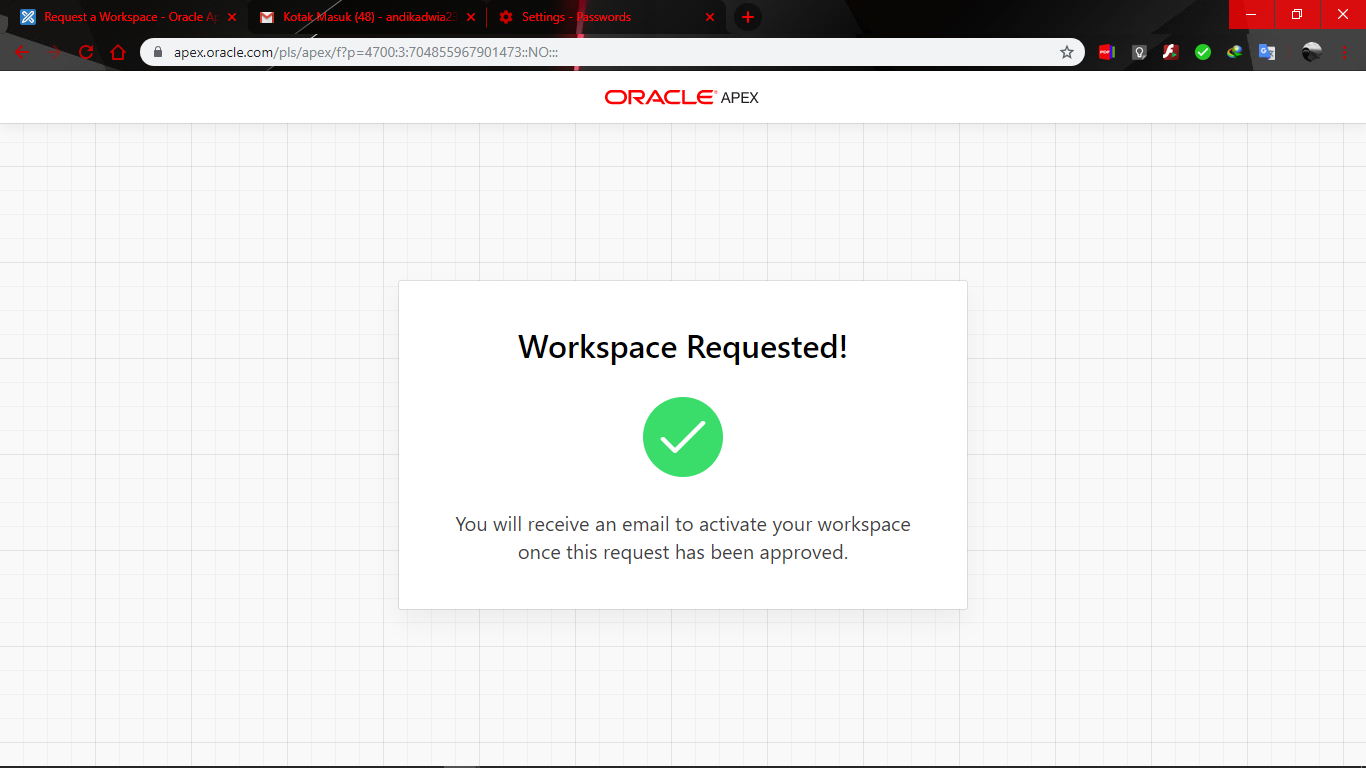 Request a Workspace - Oracle Ap
Kotak Masuk (48) - andikadwia25
Settings - Passwords
apex.oracle.com/pls/apex/f?p=4700:3:704855967901473::NO:::
ORACLE APEX
Workspace Requested!
You will receive an email to activate your workspace
once this request has been approved.